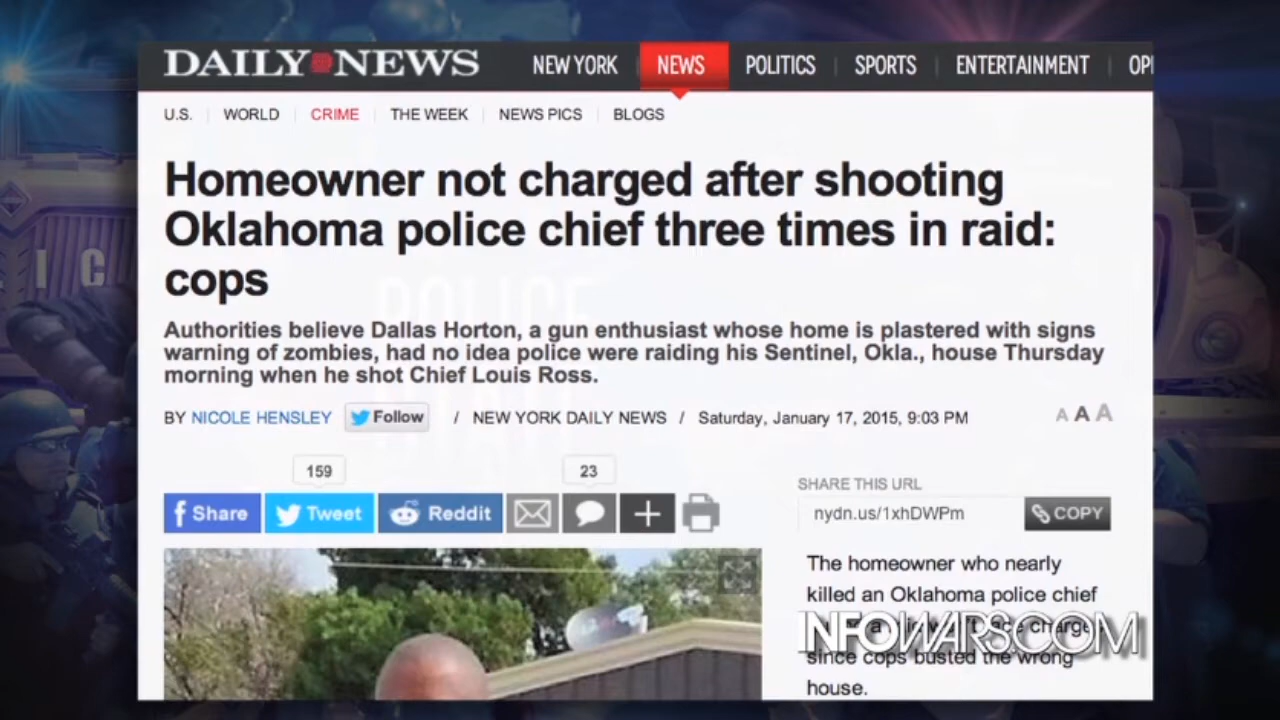 DAILY NEWS
NEW YORK NEWS POLITICS SPORTS ENTERTAINMENT OPI
U.S. WORLD CRIME THE WEEK NEWS PICS BLOGS
Homeowner not charged after shooting
Oklahoma police chief three times in raid:
cops
POLICE
Authorities believe Dallas Horton, a gun enthusiast whose home is plastered with signs
warning of zombies, had no idea police were raiding his Sentinel, Okla., house Thursday
morning when he shot Chief Louis Ross.
BY NICOLE HENSLEY Follow / NEW YORK DAILY NEWS / Saturday, January 17, 2015, 9:03 PM A A A
159 23
Share Tweet Reddit
SHARE THIS URL
nydn.us/1xhDWPm COPY
The homeowner who nearly
killed an Oklahoma police chief
charge
INFOWARS.COM
since cops busted the wrong
house.
I C